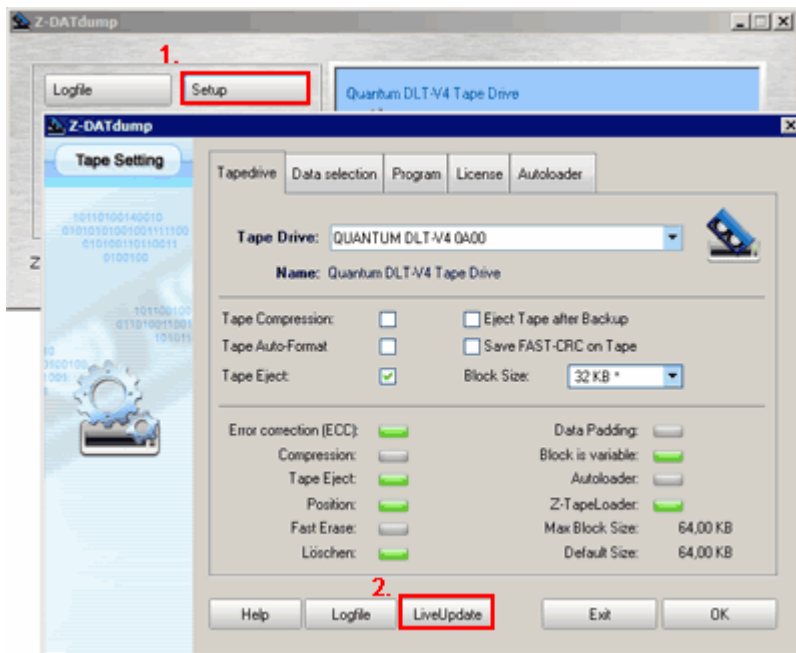 Z-DATdump
1.
Logfile Setup
Quantum DLT-V4 Tape Drive
Z-DATdump
Tape Setting
Tapedrive Data selection Program License Autoloader
10110100140010
01010101001001111100
010100110110011
0100100
Tape Drive: QUANTUM DLT-V4 0A00
Z
Name: Quantum DLT-V4 Tape Drive
Tape Compression: Eject Tape after Backup
Tape Auto-Format Save FAST-CRC on Tape
Tape Eject: Block Size: 32 KB *
Error correction (ECC): Data Padding:
Compression: Block is variable:
Tape Eject: Autoloader:
Position: Z-TapeLoader:
Fast Erase: Max Block Size: 64,00 KB
Löschen: Default Size: 64,00 KB
2.
Help Logfile LiveUpdate Exit OK